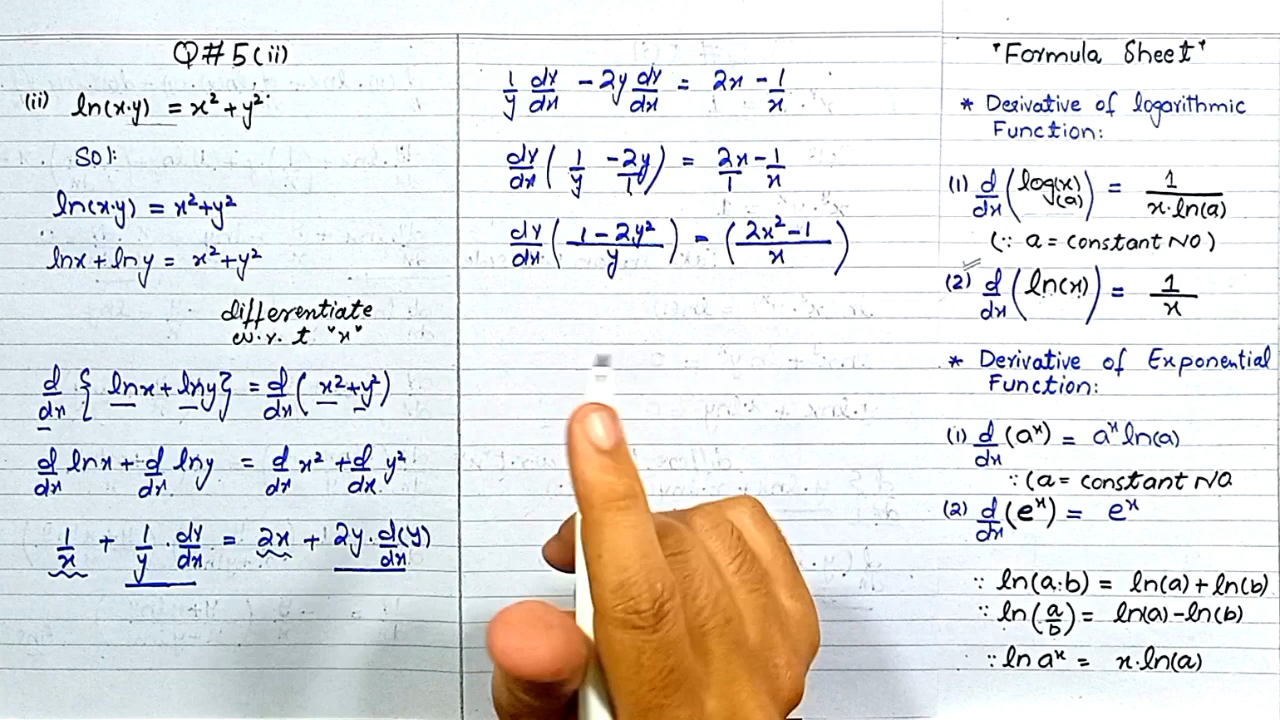 Q#5(ii)
(ii) ln(x·y) = x² + y².
Sol:
ln(x·y) = x²+y²
lnx + lny = x²+y²
differentiate
w.r.t "x"
d/dx { lnx + lny } = d/dx ( x² + y² )
d/dx lnx + d/dx lny = d/dx x² + d/dx y²
1/x + 1/y · dy/dx = 2x + 2y · d/dx (y)
1/y dy/dx - 2y dy/dx = 2x - 1/x
dy/dx ( 1/y - 2y/1 ) = 2x/1 - 1/x
dy/dx ( (1 - 2y²)/y ) = ( (2x² - 1)/x )
"Formula Sheet"
* Derivative of logarithmic
Function:
(1) d/dx ( log(x)(a) ) = 1/(x·ln(a))
(∵ a = constant NO)
(2) d/dx ( ln(x) ) = 1/x
* Derivative of Exponential
Function:
(1) d/dx (aˣ) = aˣ ln(a)
∵ (a = constant NO
(2) d/dx (eˣ) = eˣ
∵ ln(a·b) = ln(a) + ln(b)
∵ ln(a/b) = ln(a) - ln(b)
∵ ln aˣ = x·ln(a)